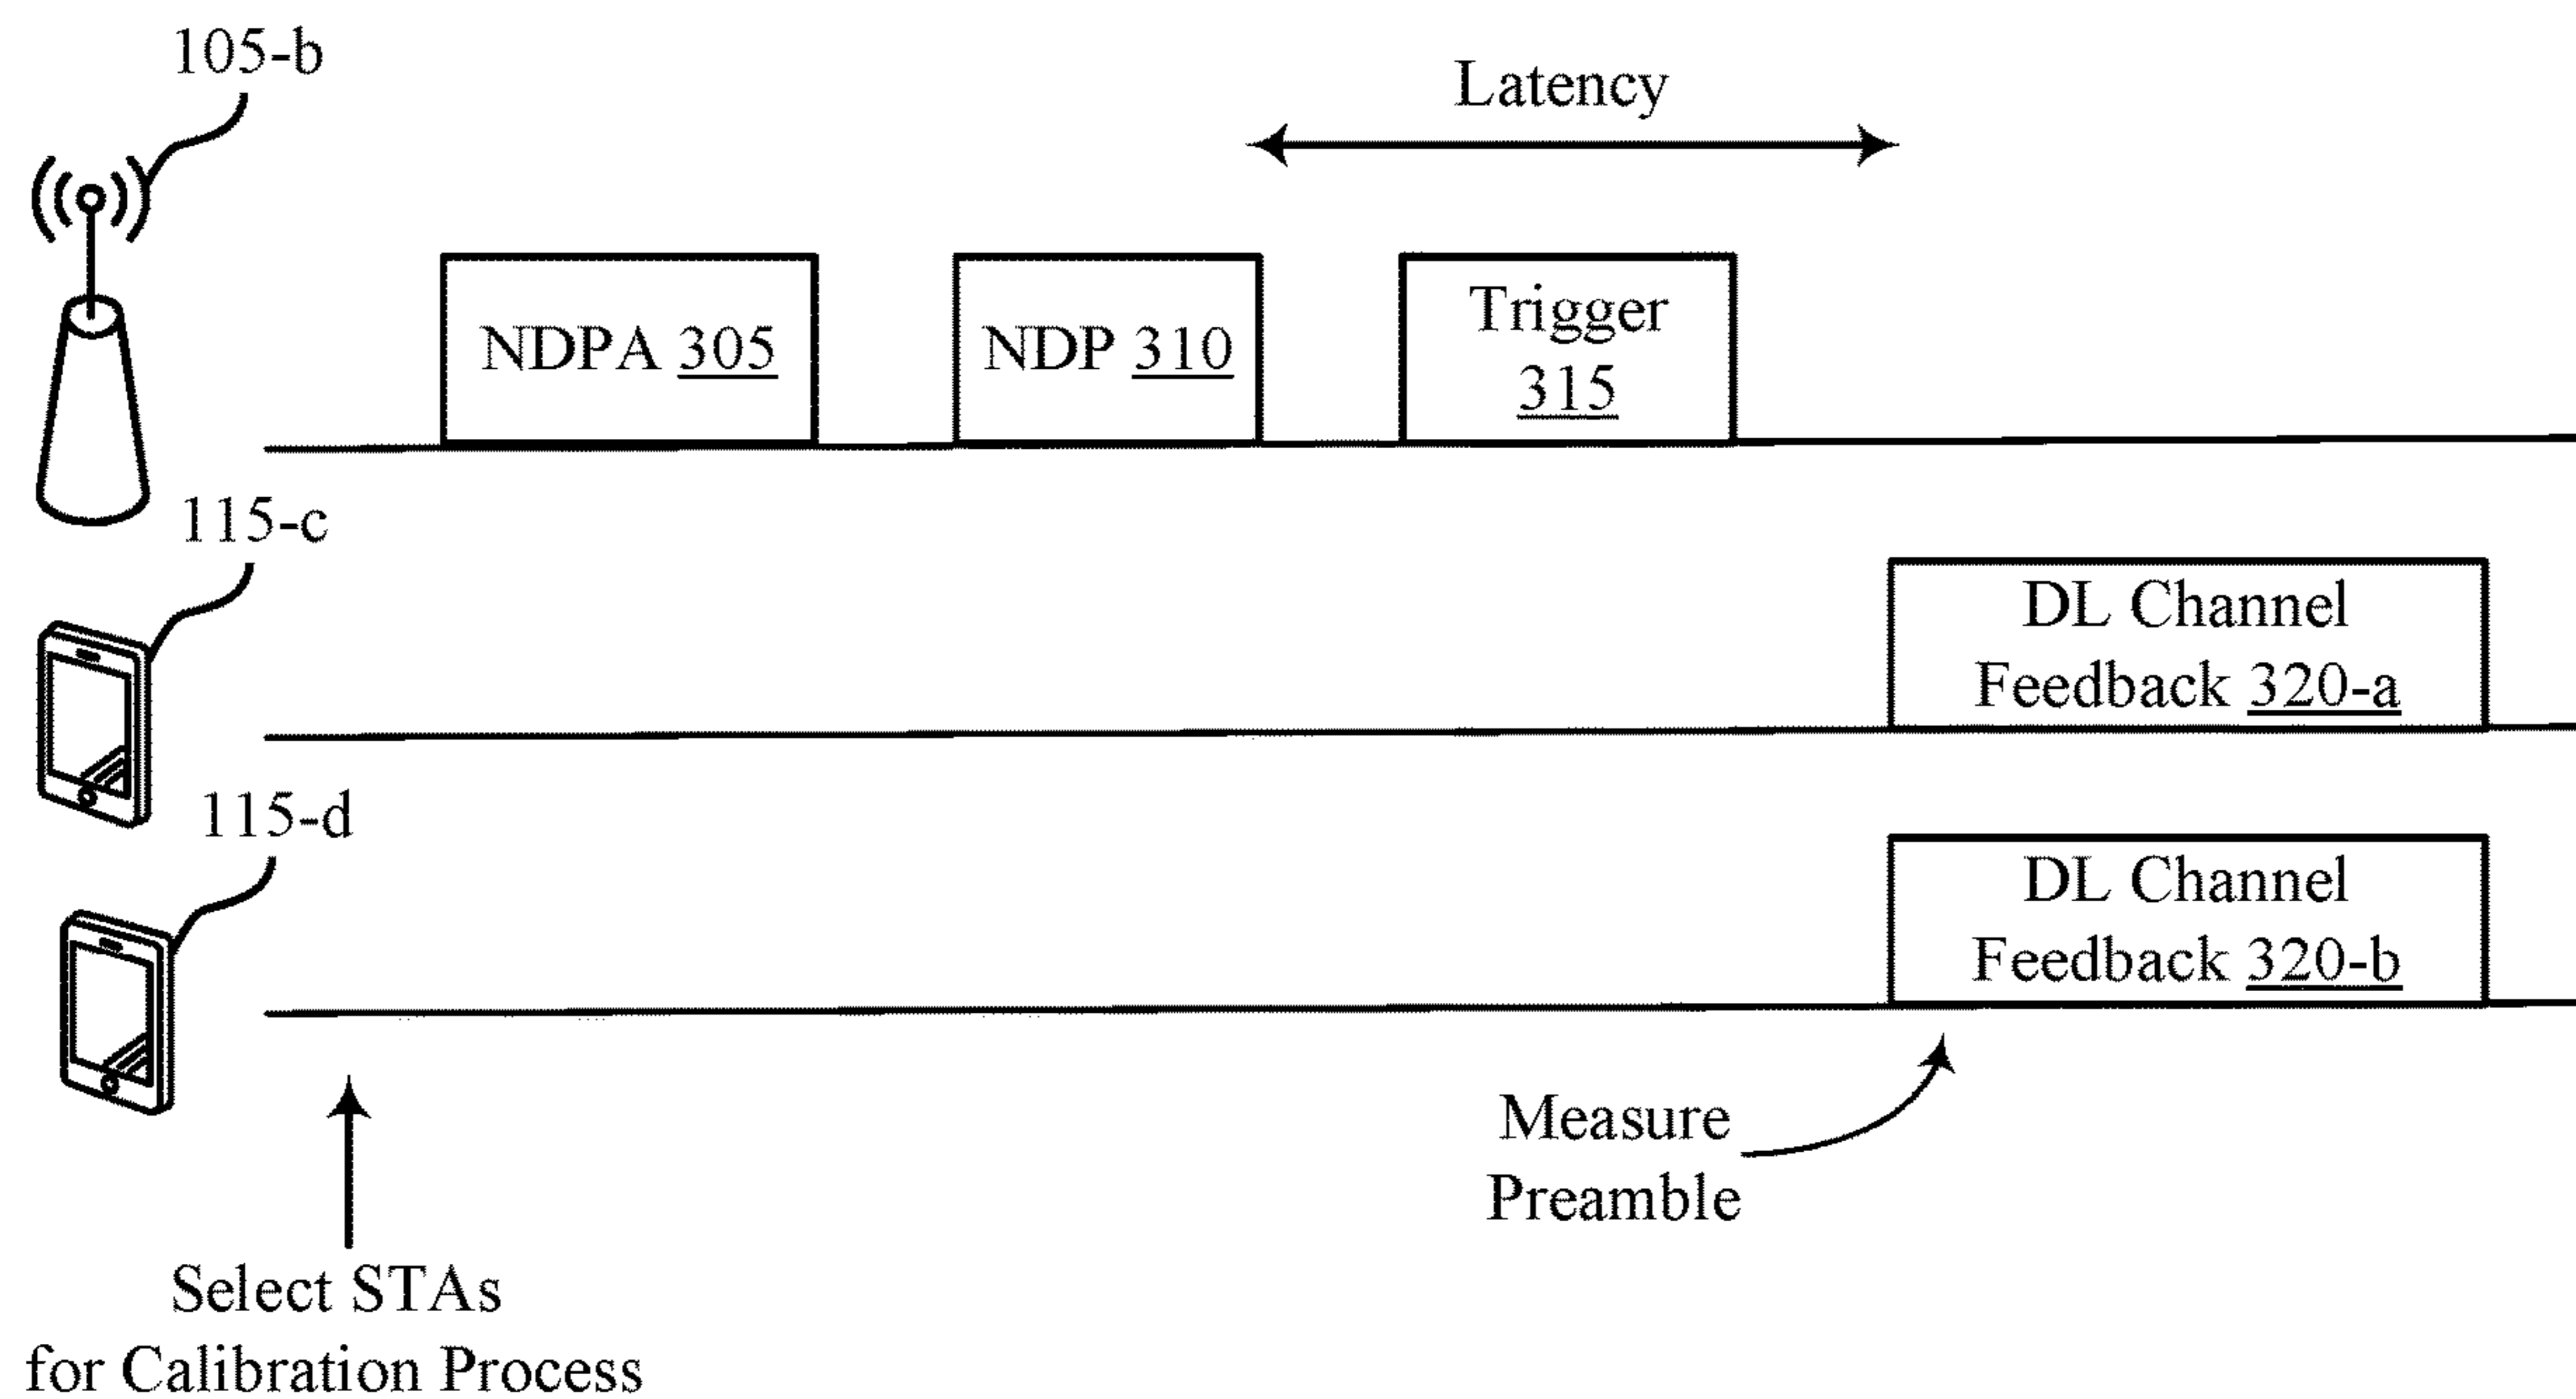 105-b
Latency
NDPA 305
NDP 310
Trigger
315
115-c
DL Channel
Feedback 320-a
115-d
DL Channel
Feedback 320-b
Measure
Preamble
Select STAs
for Calibration Process